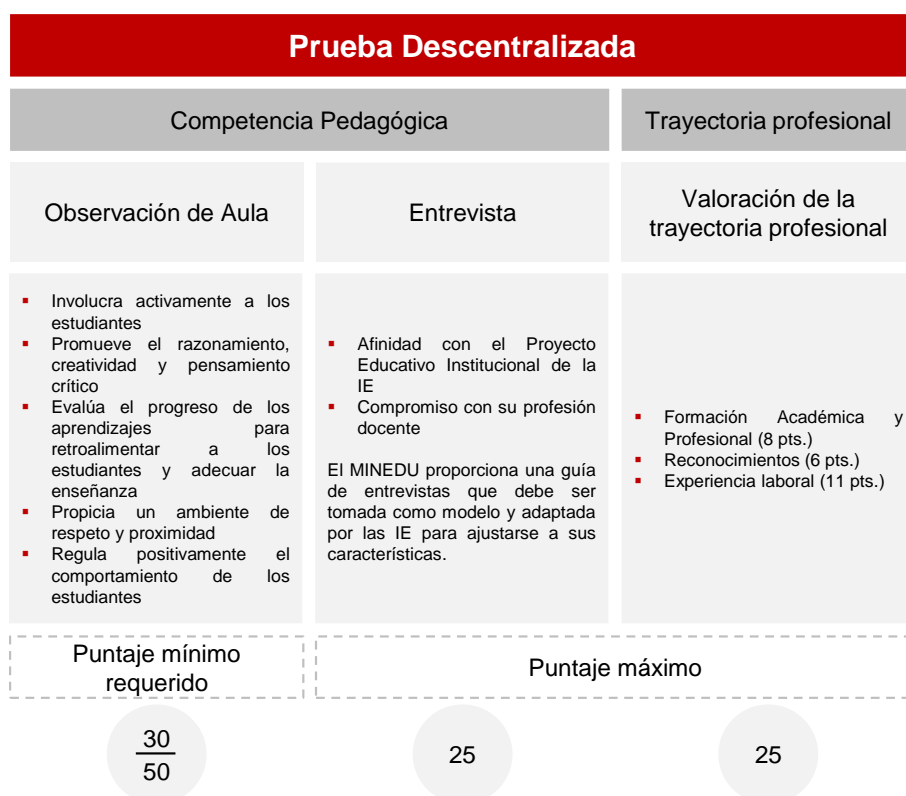 Prueba Descentralizada
Competencia Pedagógica
Trayectoria profesional
Observación de Aula
Entrevista
Valoración de la
trayectoria profesional
▪ Involucra activamente a los
estudiantes
▪ Promueve el razonamiento,
creatividad y pensamiento
crítico
▪ Evalúa el progreso de los
aprendizajes para
retroalimentar a los
estudiantes y adecuar la
enseñanza
▪ Propicia un ambiente de
respeto y proximidad
▪ Regula positivamente el
comportamiento de los
estudiantes
▪ Afinidad con el Proyecto
Educativo Institucional de la
IE
▪ Compromiso con su profesión
docente
El MINEDU proporciona una guía
de entrevistas que debe ser
tomada como modelo y adaptada
por las IE para ajustarse a sus
características.
▪ Formación Académica y
Profesional (8 pts.)
▪ Reconocimientos (6 pts.)
▪ Experiencia laboral (11 pts.)
Puntaje mínimo
requerido
Puntaje máximo
30
50
25
25